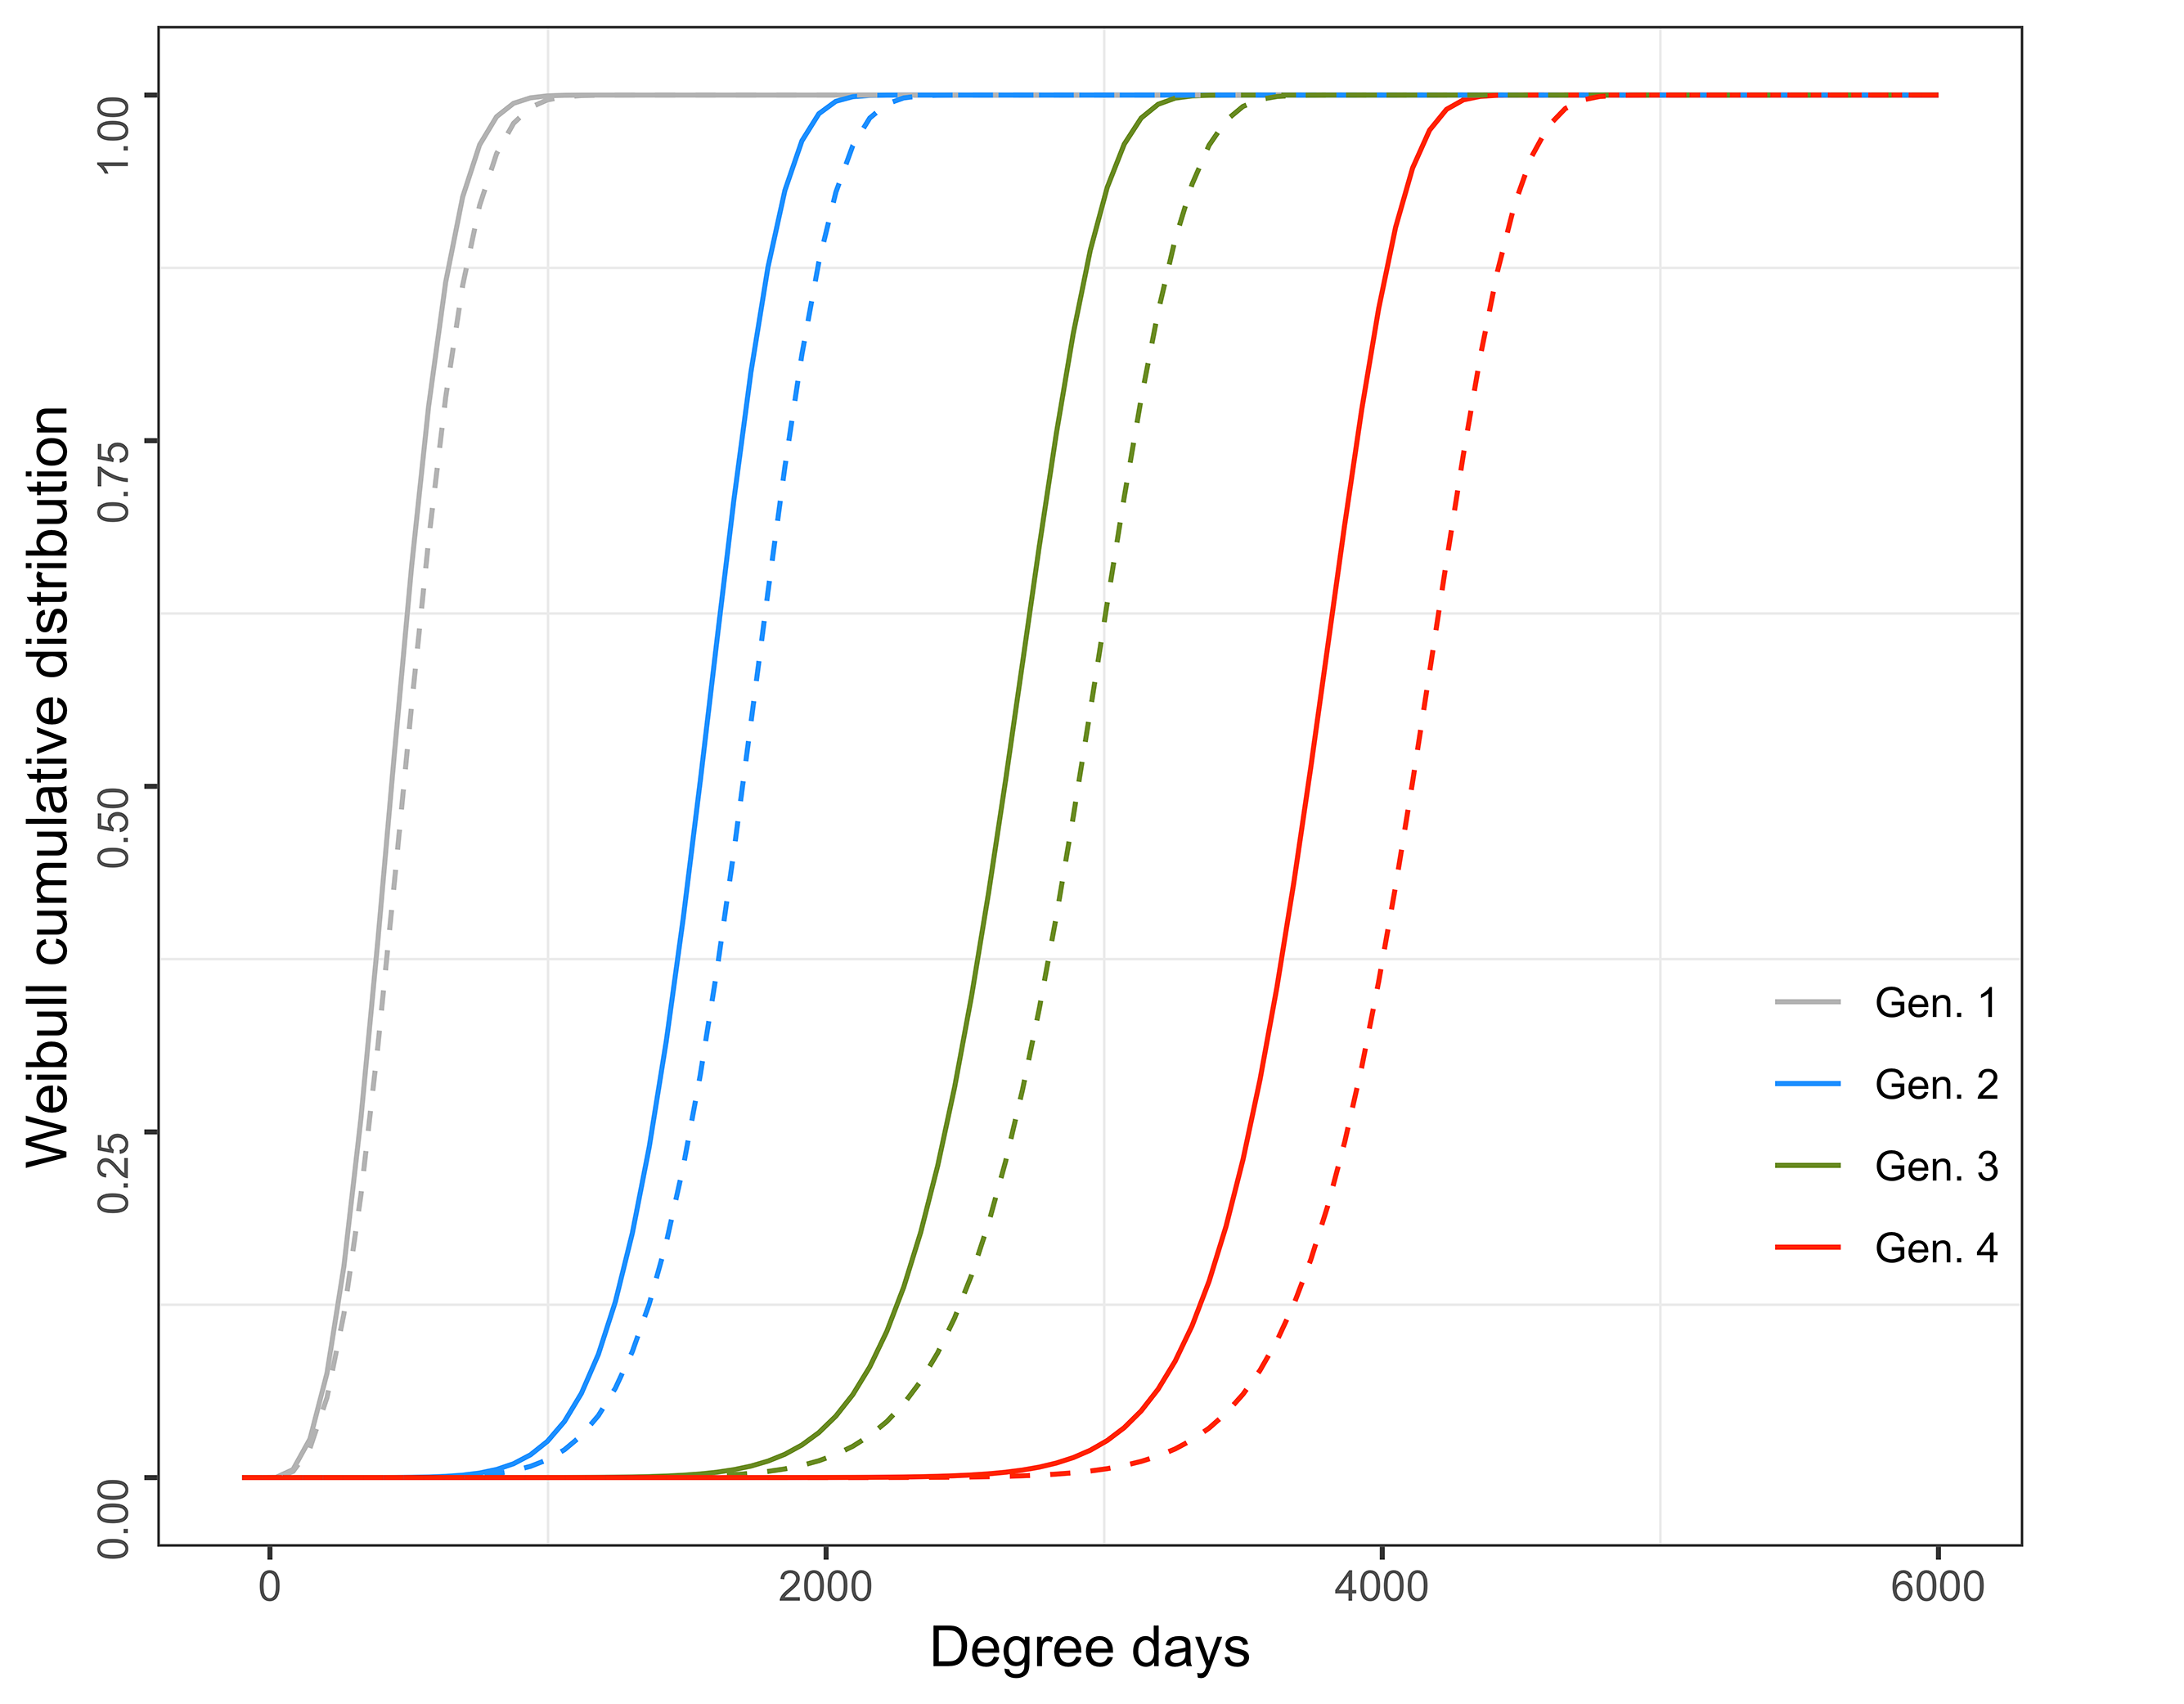 Weibull cumulative distribution
1.00
0.75
0.50
0.25
0.00
Gen. 1
Gen. 2
Gen. 3
Gen. 4
0 2000 4000 6000
Degree days